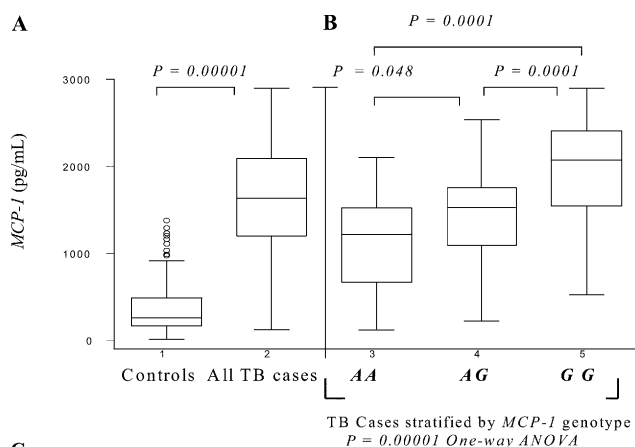 A
B
P = 0.0001
P = 0.00001
P = 0.048
P = 0.0001
MCP-1 (pg/mL)
3000
2000
1000
0
1 2 3 4 5
Controls All TB cases AA AG GG
TB Cases stratified by MCP-1 genotype
P = 0.00001 One-way ANOVA